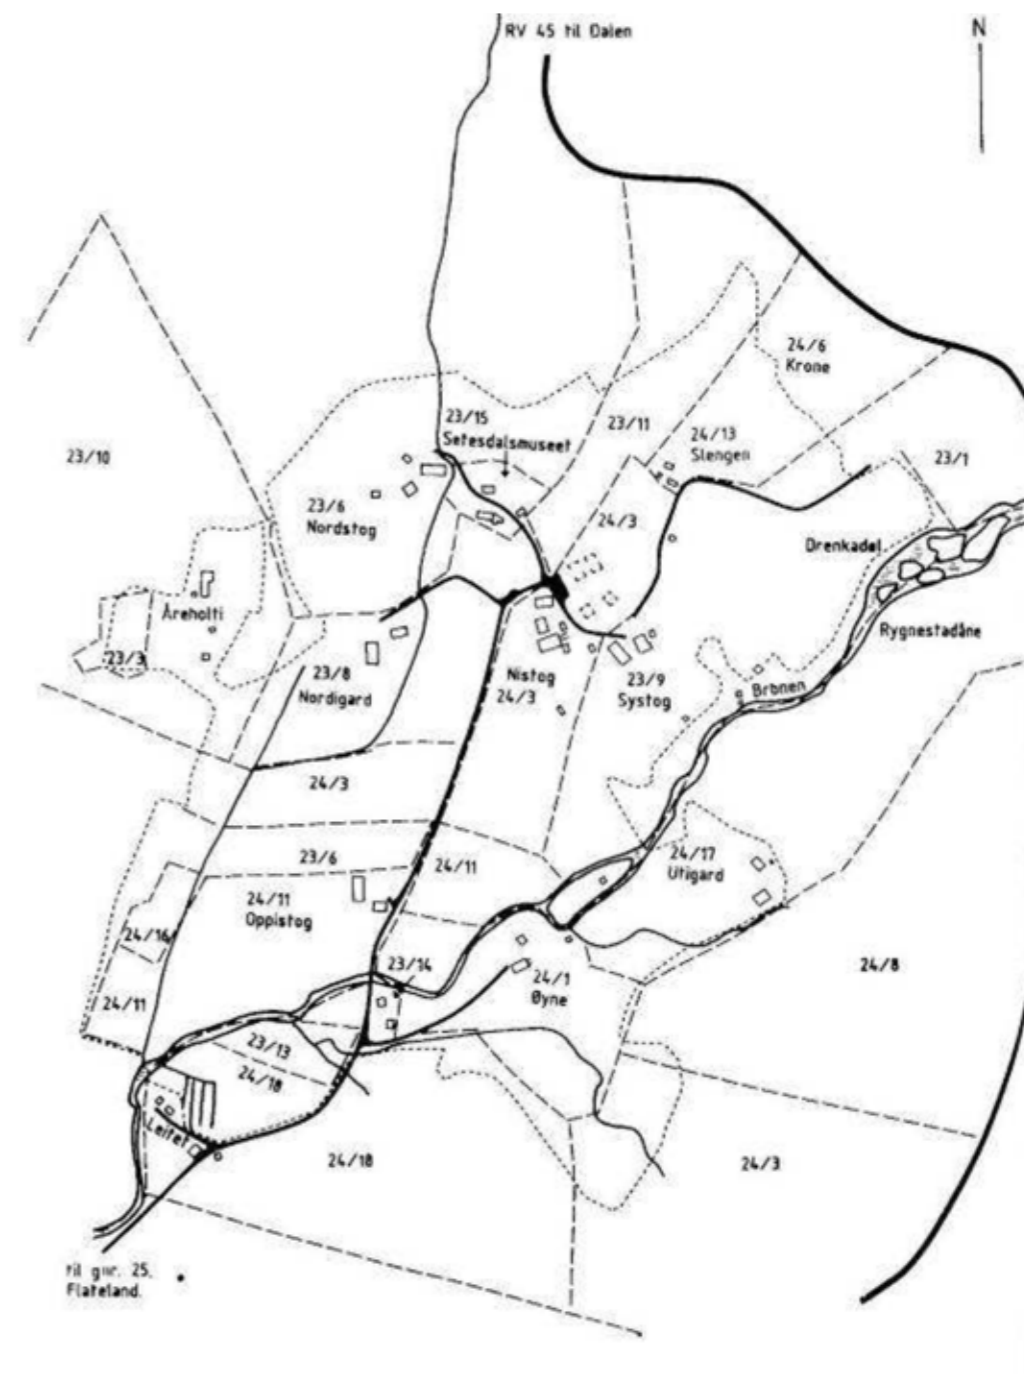 RV 45 til Dalen
N
24/6
Krone
23/15
Setesdalsmuseet
23/11
24/13
Slengen
23/10
23/1
23/6
Nordstog
24/3
Drenkadel
Åreholti
Rygnestadåne
23/3
23/8
Nordigard
Nistog
24/3
23/9
Systog
Brønen
24/3
23/6
24/11
24/17
Utigard
24/11
Oppistog
24/16
23/14
24/8
24/1
Øyne
24/11
23/13
24/18
Leitet
24/18
24/3
til gnr. 25,
Flateland.